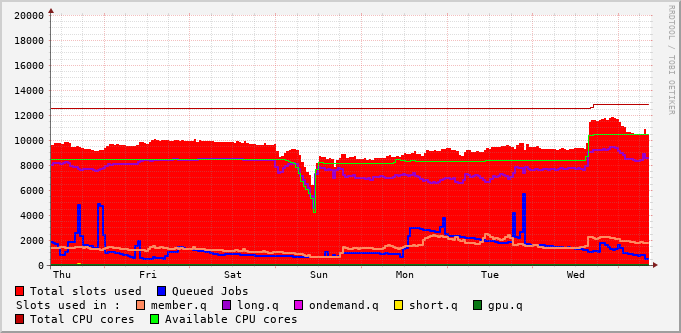 RRDTOOL / TOBI OETIKER
20000
18000
16000
14000
12000
10000
8000
6000
4000
2000
0
Thu Fri Sat Sun Mon Tue Wed
Total slots used Queued Jobs
Slots used in : member.q long.q ondemand.q short.q gpu.q
Total CPU cores Available CPU cores